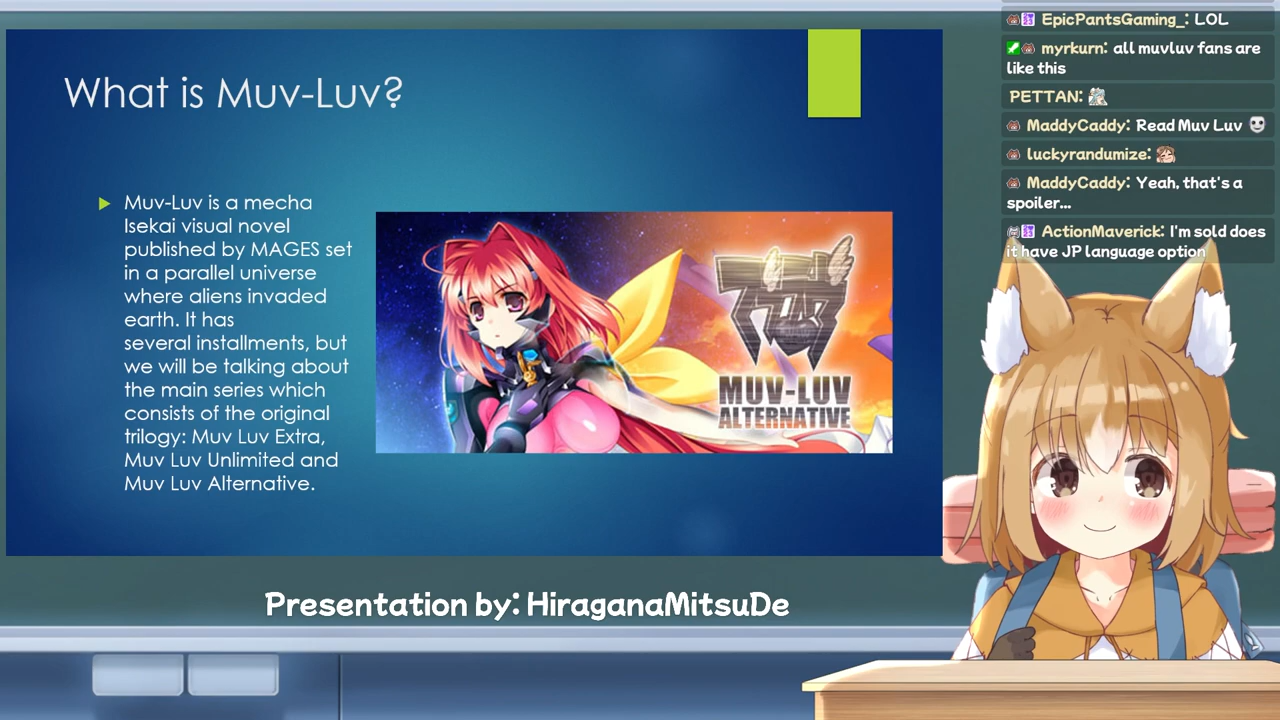 What is Muv-Luv?
Muv-Luv is a mecha
Isekai visual novel
published by MAGES set
in a parallel universe
where aliens invaded
earth. It has
several installments, but
we will be talking about
the main series which
consists of the original
trilogy: Muv Luv Extra,
Muv Luv Unlimited and
Muv Luv Alternative.
MUV-LUV
ALTERNATIVE
Presentation by: HiraganaMitsuDe
EpicPantsGaming_: LOL
myrkurn: all muvluv fans are
like this
PETTAN:
MaddyCaddy: Read Muv Luv
luckyrandumize:
MaddyCaddy: Yeah, that's a
spoiler...
ActionMaverick: I'm sold does
it have JP language option